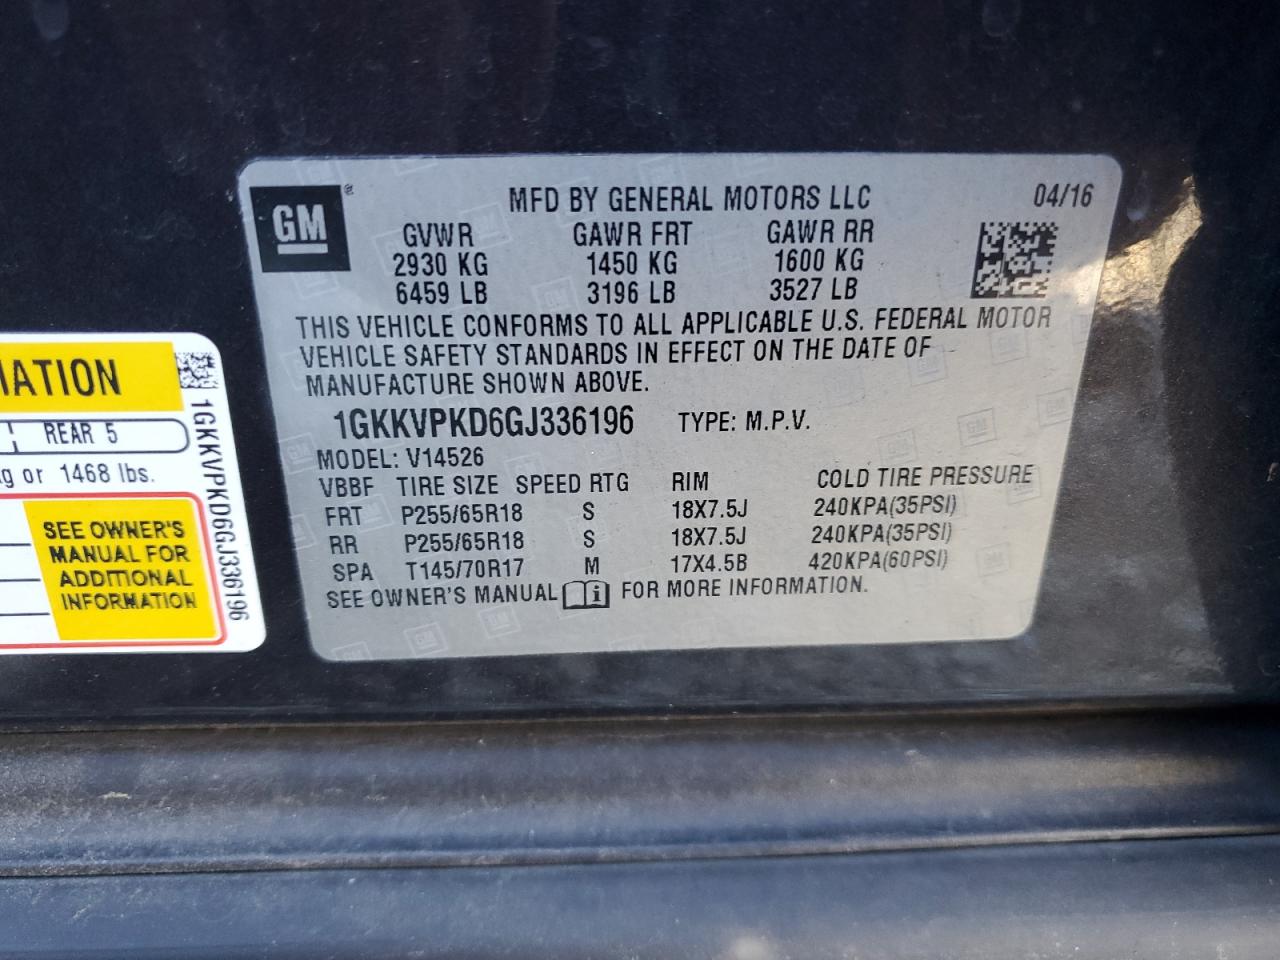 GM®
MFD BY GENERAL MOTORS LLC
04/16
GVWR GAWR FRT GAWR RR
2930 KG 1450 KG 1600 KG
6459 LB 3196 LB 3527 LB
THIS VEHICLE CONFORMS TO ALL APPLICABLE U.S. FEDERAL MOTOR
VEHICLE SAFETY STANDARDS IN EFFECT ON THE DATE OF
MANUFACTURE SHOWN ABOVE.
1GKKVPKD6GJ336196 TYPE: M.P.V.
MODEL: V14526
VBBF TIRE SIZE SPEED RTG RIM COLD TIRE PRESSURE
FRT P255/65R18 S 18X7.5J 240KPA(35PSI)
RR P255/65R18 S 18X7.5J 240KPA(35PSI)
SPA T145/70R17 M 17X4.5B 420KPA(60PSI)
SEE OWNER'S MANUAL FOR MORE INFORMATION.
ATION
REAR 5
kg or 1468 lbs.
SEE OWNER'S
MANUAL FOR
ADDITIONAL
INFORMATION
1GKKVPKD6GJ336196